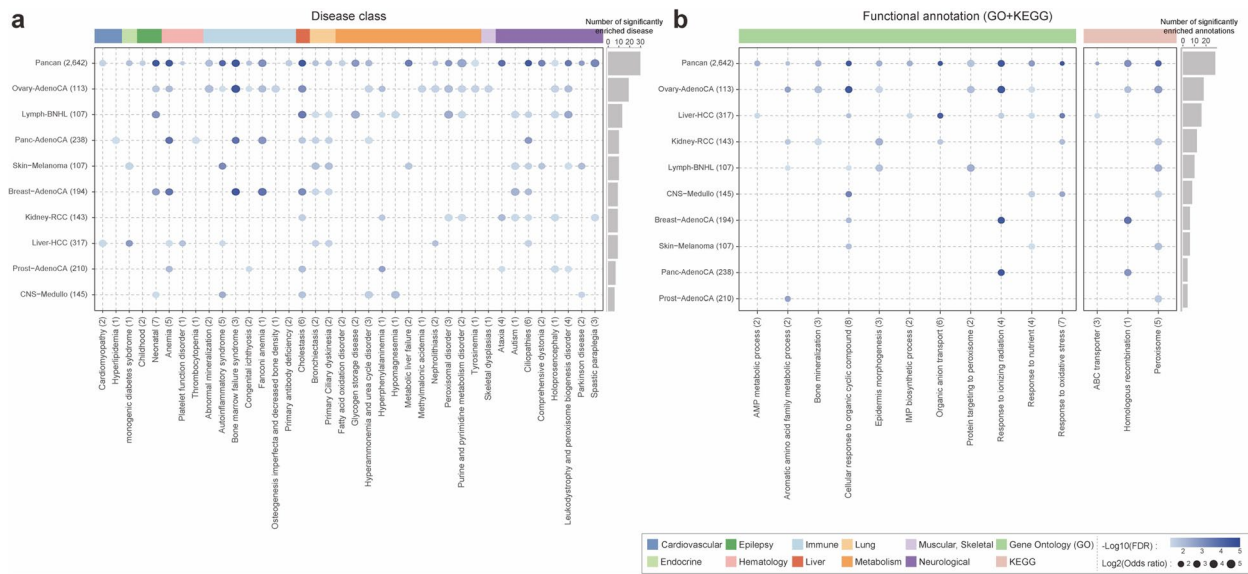 a
Disease class
Number of significantly
enriched disease
0 10 20 30
Pancan (2,642)
Ovary-AdenoCA (113)
Lymph-BNHL (107)
Panc-AdenoCA (238)
Skin-Melanoma (107)
Breast-AdenoCA (194)
Kidney-RCC (143)
Liver-HCC (317)
Prost-AdenoCA (210)
CNS-Medullo (145)
Cardiomyopathy (2)
Hyperlipidemia (1)
monogenic diabetes sybdrome (1)
Childhood (2)
Neonatal (7)
Anemia (5)
Platelet function disorder (1)
Thrombocytopenia (1)
Abnormal mineralization (2)
Autoinflammatory syndrome (5)
Bone marrow failure syndrome (3)
Fanconi anemia (1)
Congenital ichthyosis (2)
Osteogenesis imperfecta and decreased bone density (1)
Primary antibody deficiency (2)
Cholestasis (6)
Bronchiectasis (2)
Primary Ciliary dyskinesia (2)
Fatty acid oxidation disorder (2)
Glycogen storage disease (2)
Hyperammonemia and urea cycle disorder (3)
Hyperphenylalaninemia (1)
Hypomagnesemia (1)
Metabolic liver failure (2)
Methylmalonic acidemia (1)
Nephrolithiasis (2)
Peroxisomal disorder (3)
Purine and pyrimidine metabolism disorder (2)
Tyrosinemia (1)
Skeletal dysplasias (1)
Ataxia (4)
Autism (1)
Ciliopathies (6)
Comprehensive dystonia (2)
Holoprosencephaly (1)
Leukodystrophy and peroxisome biogenesis disorder (4)
Parkinson disease (2)
Spastic paraplegia (3)
b
Functional annotation (GO+KEGG)
Number of significantly
enriched annotations
0 10 20
Pancan (2,642)
Ovary-AdenoCA (113)
Liver-HCC (317)
Kidney-RCC (143)
Lymph-BNHL (107)
CNS-Medullo (145)
Breast-AdenoCA (194)
Skin-Melanoma (107)
Panc-AdenoCA (238)
Prost-AdenoCA (210)
AMP metabolic process (2)
Aromatic amino acid family metabolic process (2)
Bone mineralization (3)
Cellular response to organic cyclic compound (8)
Epidermis morphogenesis (3)
IMP biosynthetic process (2)
Organic anion transport (6)
Protein targeting to peroxisome (2)
Response to ionizing radiation (4)
Response to nutrient (4)
Response to oxidative stress (7)
ABC transporter (3)
Homologous recombination (1)
Peroxisome (5)
Cardiovascular Epilepsy Immune Lung Muscular, Skeletal Gene Ontology (GO) -Log10(FDR) : 2 3 4 5
Endocrine Hematology Liver Metabolism Neurological KEGG Log2(Odds ratio) : 2 3 4 5